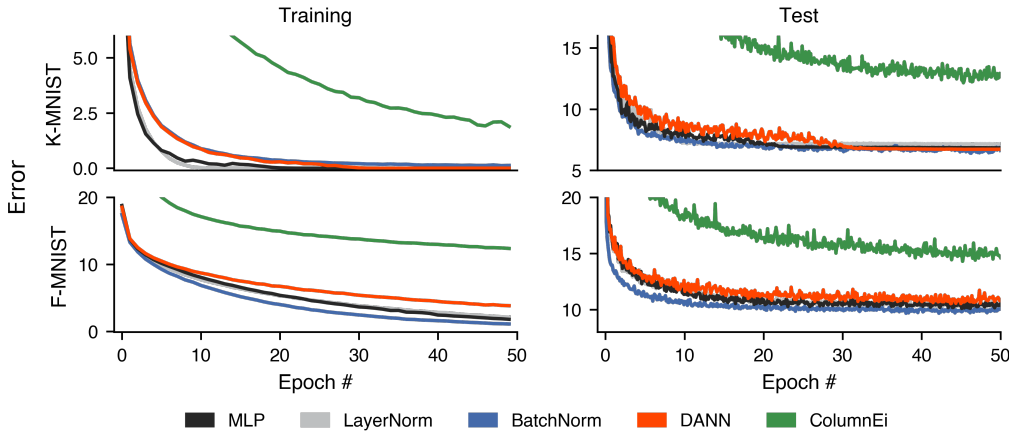 Training
Test
Error
K-MNIST
5.0
2.5
0.0
15
10
5
F-MNIST
20
10
0
20
15
10
0 10 20 30 40 50
0 10 20 30 40 50
Epoch #
Epoch #
MLP LayerNorm BatchNorm DANN ColumnEi